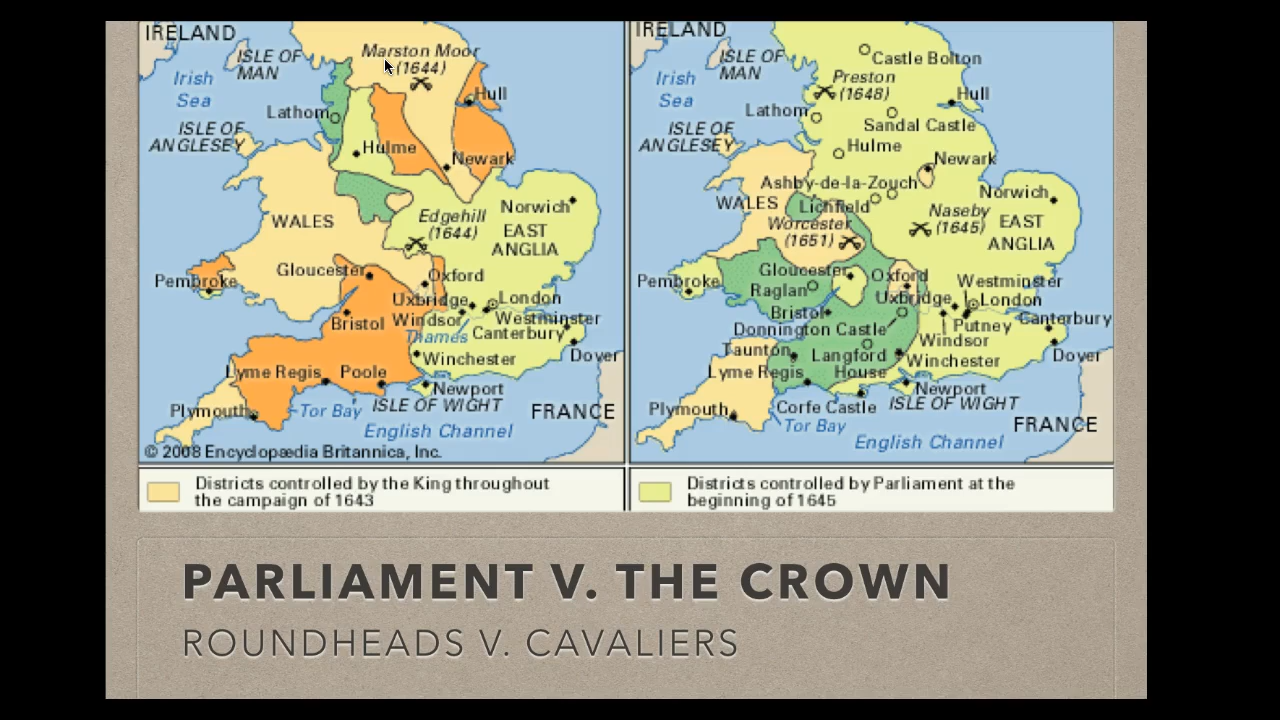 IRELAND
ISLE OF
MAN
Marston Moor
(1644)
Irish
Sea
Hull
Lathom
ISLE OF
ANGLESEY
Hulme
Newark
WALES
Edgehill
(1644)
Norwich
EAST
ANGLIA
Gloucester
Oxford
Pembroke
Uxbridge
London
Bristol
Windsor
Westminster
Thames
Canterbury
Winchester
Dover
Lyme Regis
Poole
Newport
Plymouth
Tor Bay
ISLE OF WIGHT
FRANCE
English Channel
© 2008 Encyclopædia Britannica, Inc.
Districts controlled by the King throughout
the campaign of 1643
IRELAND
ISLE OF
MAN
Castle Bolton
Preston
(1648)
Irish
Sea
Hull
Lathom
Sandal Castle
ISLE OF
ANGLESEY
Hulme
Newark
Ashby-de-la-Zouch
Norwich
WALES
Lichfield
Naseby
(1645)
Worcester
(1651)
EAST
ANGLIA
Gloucester
Oxford
Pembroke
Westminster
Raglan
Uxbridge
London
Bristol
Putney
Canterbury
Donnington Castle
Windsor
Taunton
Langford
House
Winchester
Dover
Lyme Regis
Newport
Plymouth
Corfe Castle
ISLE OF WIGHT
Tor Bay
FRANCE
English Channel
Districts controlled by Parliament at the
beginning of 1645
PARLIAMENT V. THE CROWN
ROUNDHEADS V. CAVALIERS